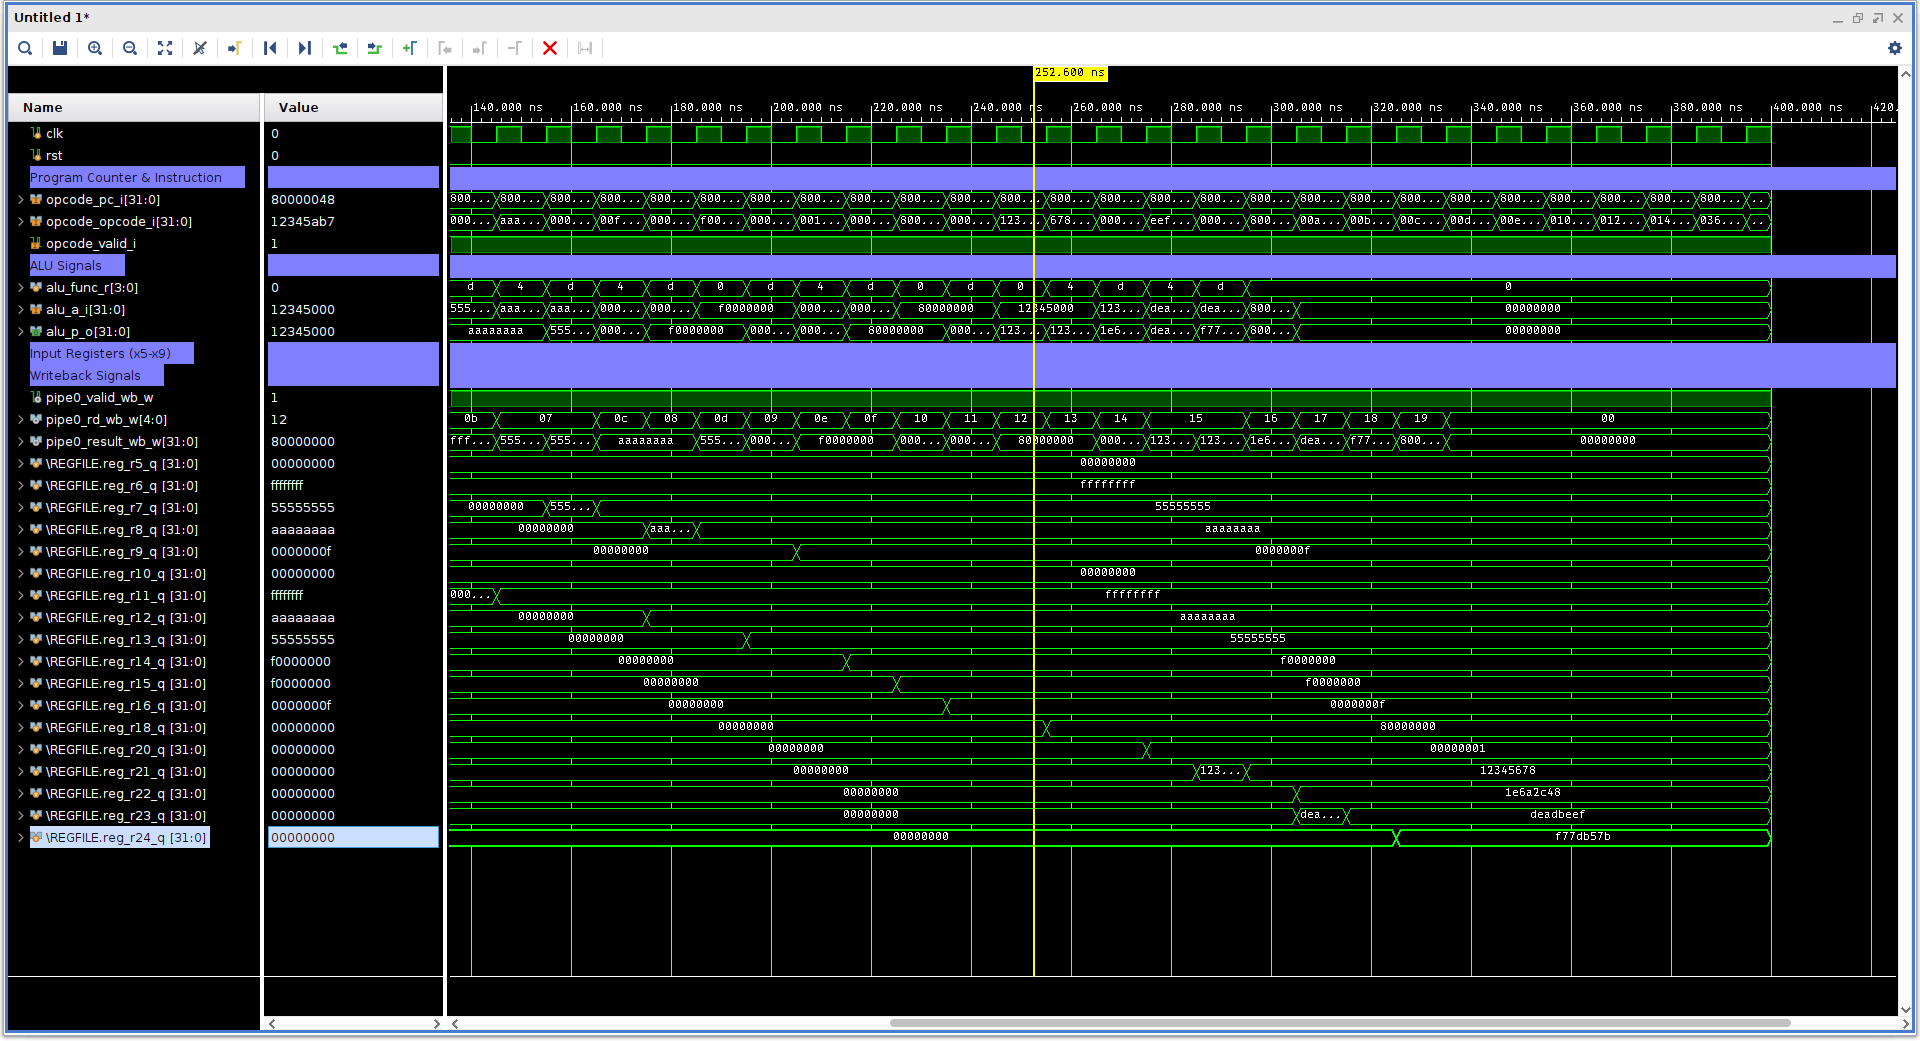 Untitled 1*
252.600 ns
Name Value
140.000 ns 160.000 ns 180.000 ns 200.000 ns 220.000 ns 240.000 ns 260.000 ns 280.000 ns 300.000 ns 320.000 ns 340.000 ns 360.000 ns 380.000 ns 400.000 ns 420.
clk 0
rst 0
Program Counter & Instruction
opcode_pc_i[31:0] 80000048 800... 800... 800... 800... 800... 800... 800... 800... 800... 800... 800... 800... 800... 800... 800... 800... 800... 800... 800... 800... 800... 800... 800... 800... 800... 800... ..
opcode_opcode_i[31:0] 12345ab7 000... aaa... 000... 00f... 000... f00... 000... 001... 000... 800... 000... 123... 678... 000... eef... 000... 800... 00a... 00b... 00c... 00d... 00e... 010... 012... 014... 036... ..
opcode_valid_i 1
ALU Signals
alu_func_r[3:0] 0 d 4 d 4 d 0 d 4 d 0 d 0 4 d 4 d 0
alu_a_i[31:0] 12345000 555... aaa... aaa... 000... 000... f0000000 000... 000... 80000000 12345000 123... dea... dea... 800... 00000000
alu_p_o[31:0] 12345000 aaaaaaaa 555... 000... f0000000 000... 000... 80000000 000... 123... 123... 1e6... dea... f77... 800... 00000000
Input Registers (x5-x9)
Writeback Signals
pipe0_valid_wb_w 1
pipe0_rd_wb_w[4:0] 12 0b 07 0c 08 0d 09 0e 0f 10 11 12 13 14 15 16 17 18 19 00
pipe0_result_wb_w[31:0] 80000000 fff... 555... 555... aaaaaaaa 555... 000... f0000000 000... 000... 80000000 000... 123... 123... 1e6... dea... f77... 800... 00000000
\REGFILE.reg_r5_q [31:0] 00000000 00000000
\REGFILE.reg_r6_q [31:0] ffffffff ffffffff
\REGFILE.reg_r7_q [31:0] 55555555 00000000 555... 55555555
\REGFILE.reg_r8_q [31:0] aaaaaaaa 00000000 aaa... aaaaaaaa
\REGFILE.reg_r9_q [31:0] 0000000f 00000000 0000000f
\REGFILE.reg_r10_q [31:0] 00000000 00000000
\REGFILE.reg_r11_q [31:0] ffffffff 000... ffffffff
\REGFILE.reg_r12_q [31:0] aaaaaaaa 00000000 aaaaaaaa
\REGFILE.reg_r13_q [31:0] 55555555 00000000 55555555
\REGFILE.reg_r14_q [31:0] f0000000 00000000 f0000000
\REGFILE.reg_r15_q [31:0] f0000000 00000000 f0000000
\REGFILE.reg_r16_q [31:0] 0000000f 00000000 0000000f
\REGFILE.reg_r18_q [31:0] 00000000 00000000 80000000
\REGFILE.reg_r20_q [31:0] 00000000 00000000 00000001
\REGFILE.reg_r21_q [31:0] 00000000 00000000 123... 12345678
\REGFILE.reg_r22_q [31:0] 00000000 00000000 1e6a2c48
\REGFILE.reg_r23_q [31:0] 00000000 00000000 dea... deadbeef
\REGFILE.reg_r24_q [31:0] 00000000 00000000 f77db57b